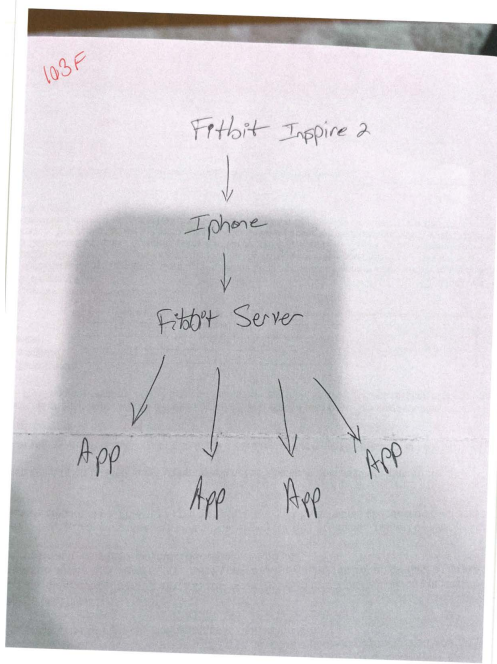 103F
Fitbit Inspire 2
Iphone
Fitbit Server
App
App
App
App